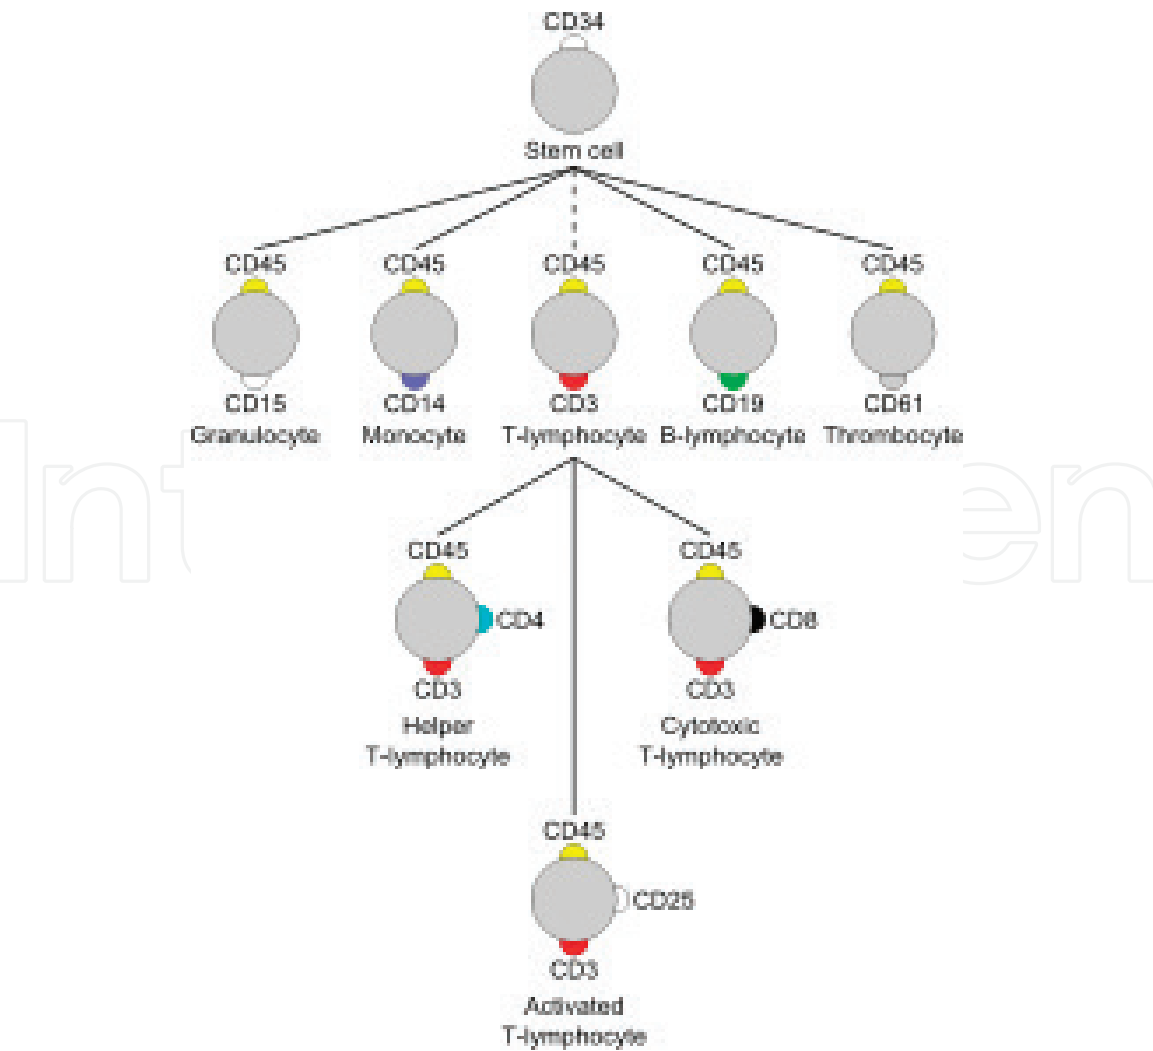 CD34
Stem cell
CD45 CD45 CD45 CD45 CD45
CD15 CD14 CD3 CD19 CD61
Granulocyte Monocyte T-lymphocyte B-lymphocyte Thrombocyte
Inten
CD45 CD45
CD4 CD8
CD3 CD3
Helper Cytotoxic
T-lymphocyte T-lymphocyte
CD45
CD25
CD3
Activated
T-lymphocyte